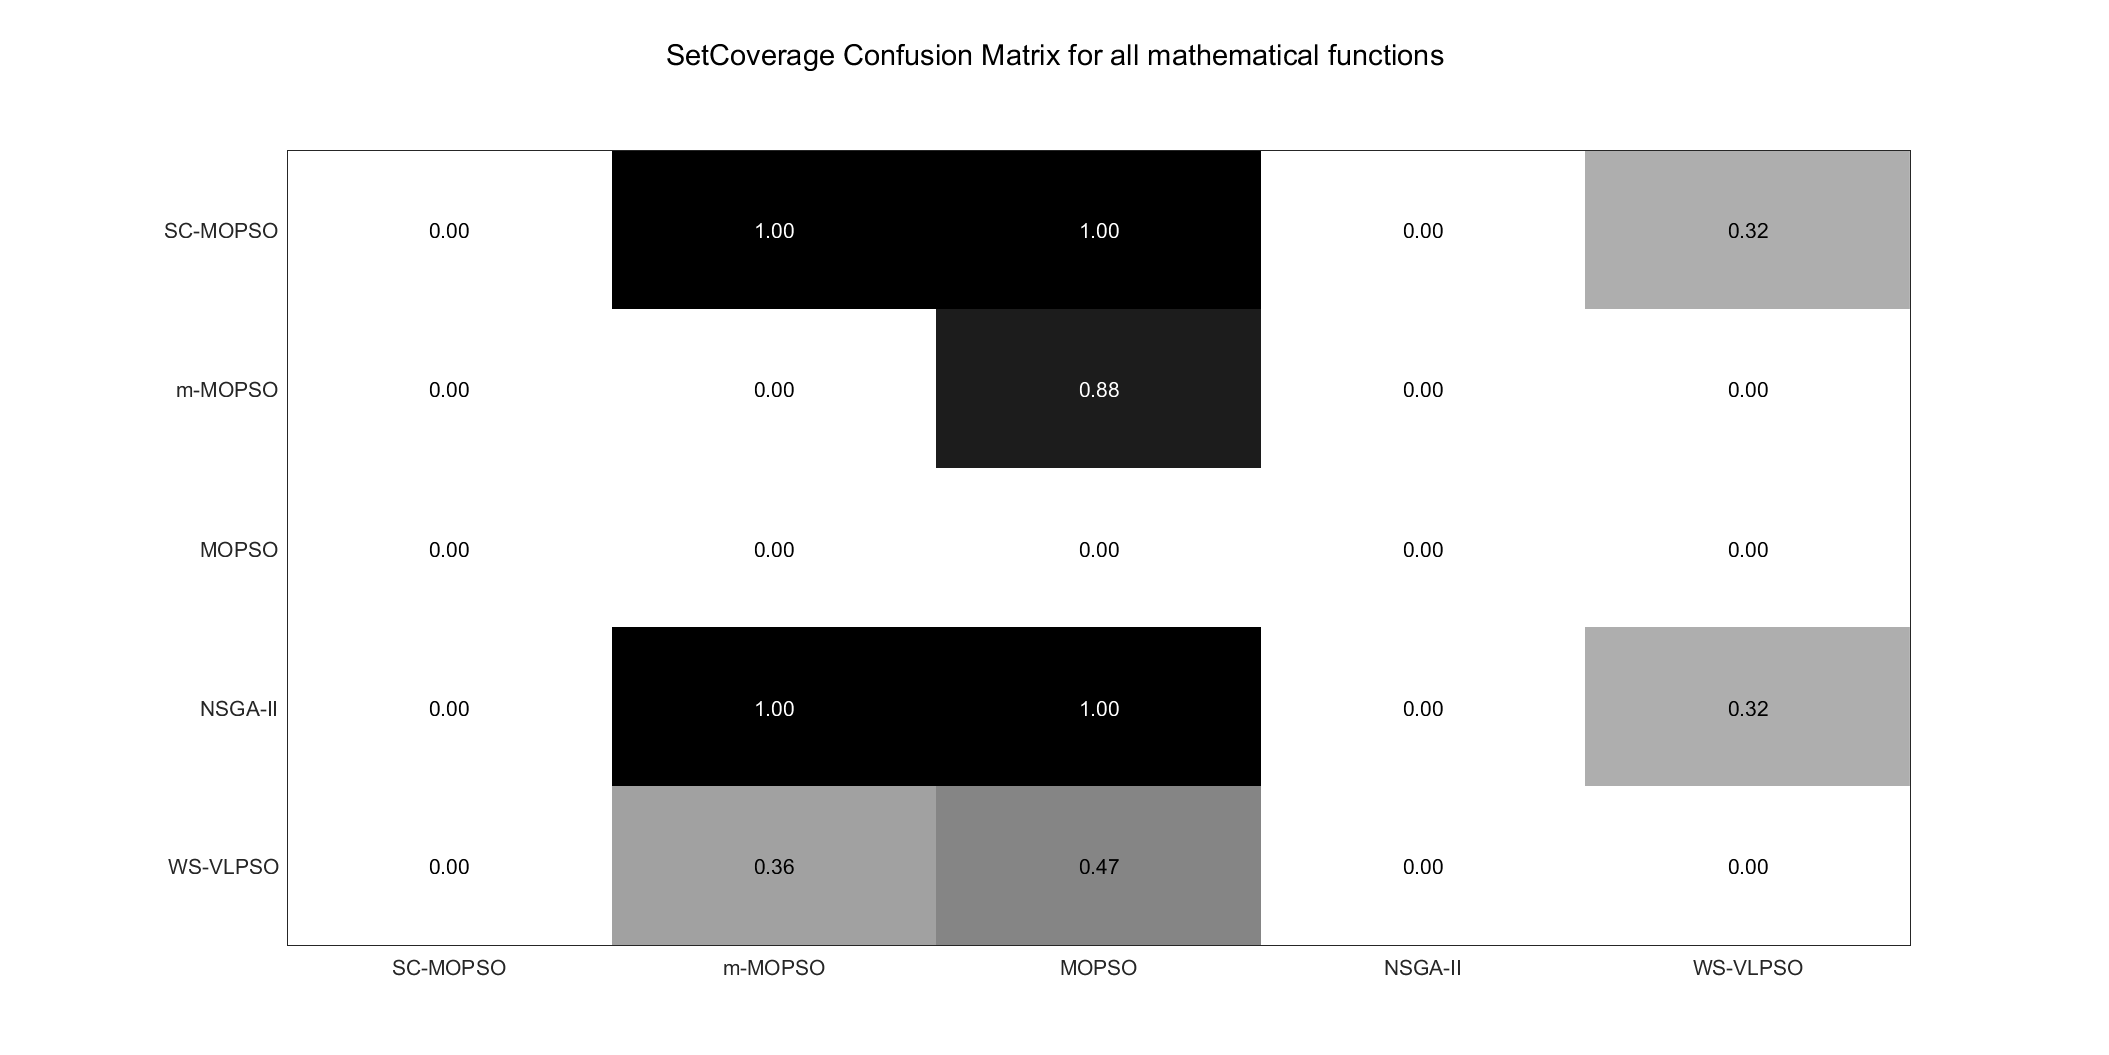 SetCoverage Confusion Matrix for all mathematical functions
SC-MOPSO 0.00 1.00 1.00 0.00 0.32
m-MOPSO 0.00 0.00 0.88 0.00 0.00
MOPSO 0.00 0.00 0.00 0.00 0.00
NSGA-II 0.00 1.00 1.00 0.00 0.32
WS-VLPSO 0.00 0.36 0.47 0.00 0.00
SC-MOPSO m-MOPSO MOPSO NSGA-II WS-VLPSO